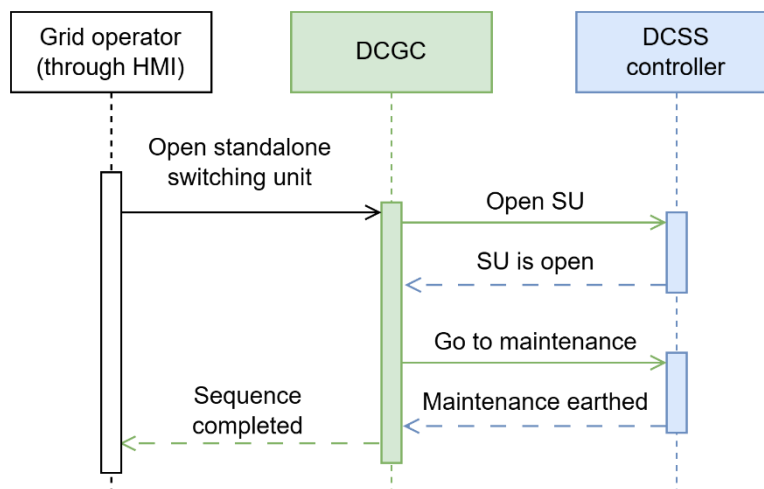 Grid operator
(through HMI)
DCGC
DCSS
controller
Open standalone
switching unit
Open SU
SU is open
Go to maintenance
Sequence
completed
Maintenance earthed